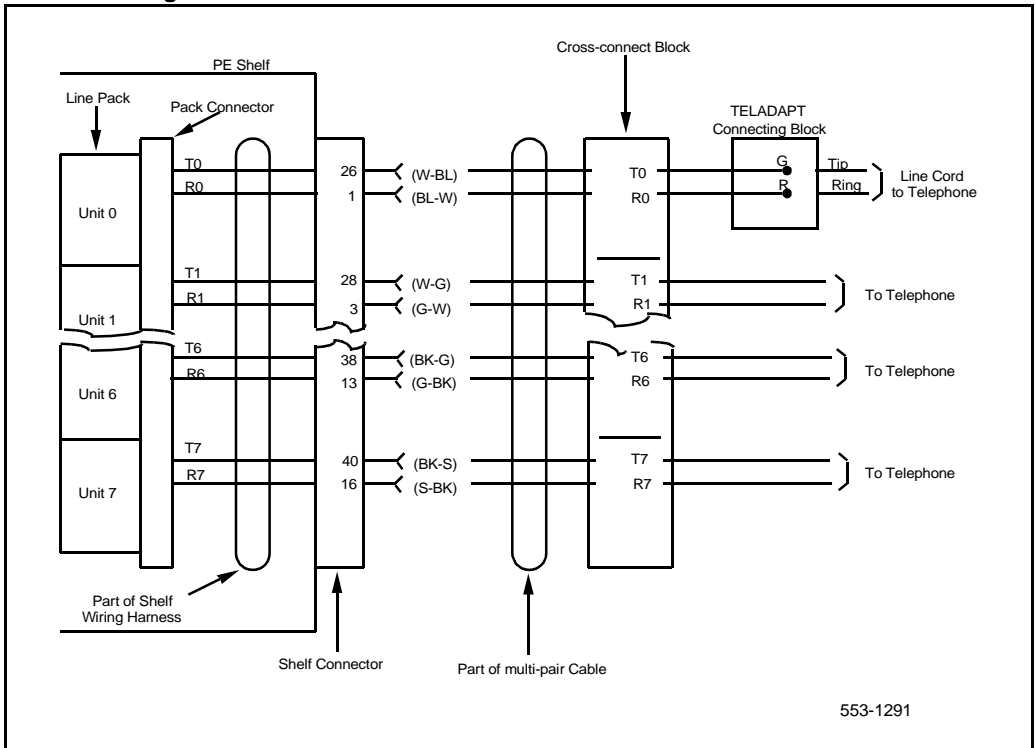 Cross-connect Block
PE Shelf
Line Pack
Pack Connector
TELADAPT
Connecting Block
T0
26
(W-BL)
T0
G
Tip
R0
1
(BL-W)
R0
R
Ring
Line Cord
to Telephone
Unit 0
T1
28
(W-G)
T1
R1
3
(G-W)
R1
To Telephone
Unit 1
T6
38
(BK-G)
T6
R6
13
(G-BK)
R6
To Telephone
Unit 6
T7
40
(BK-S)
T7
R7
16
(S-BK)
R7
To Telephone
Unit 7
Part of Shelf
Wiring Harness
Shelf Connector
Part of multi-pair Cable
553-1291